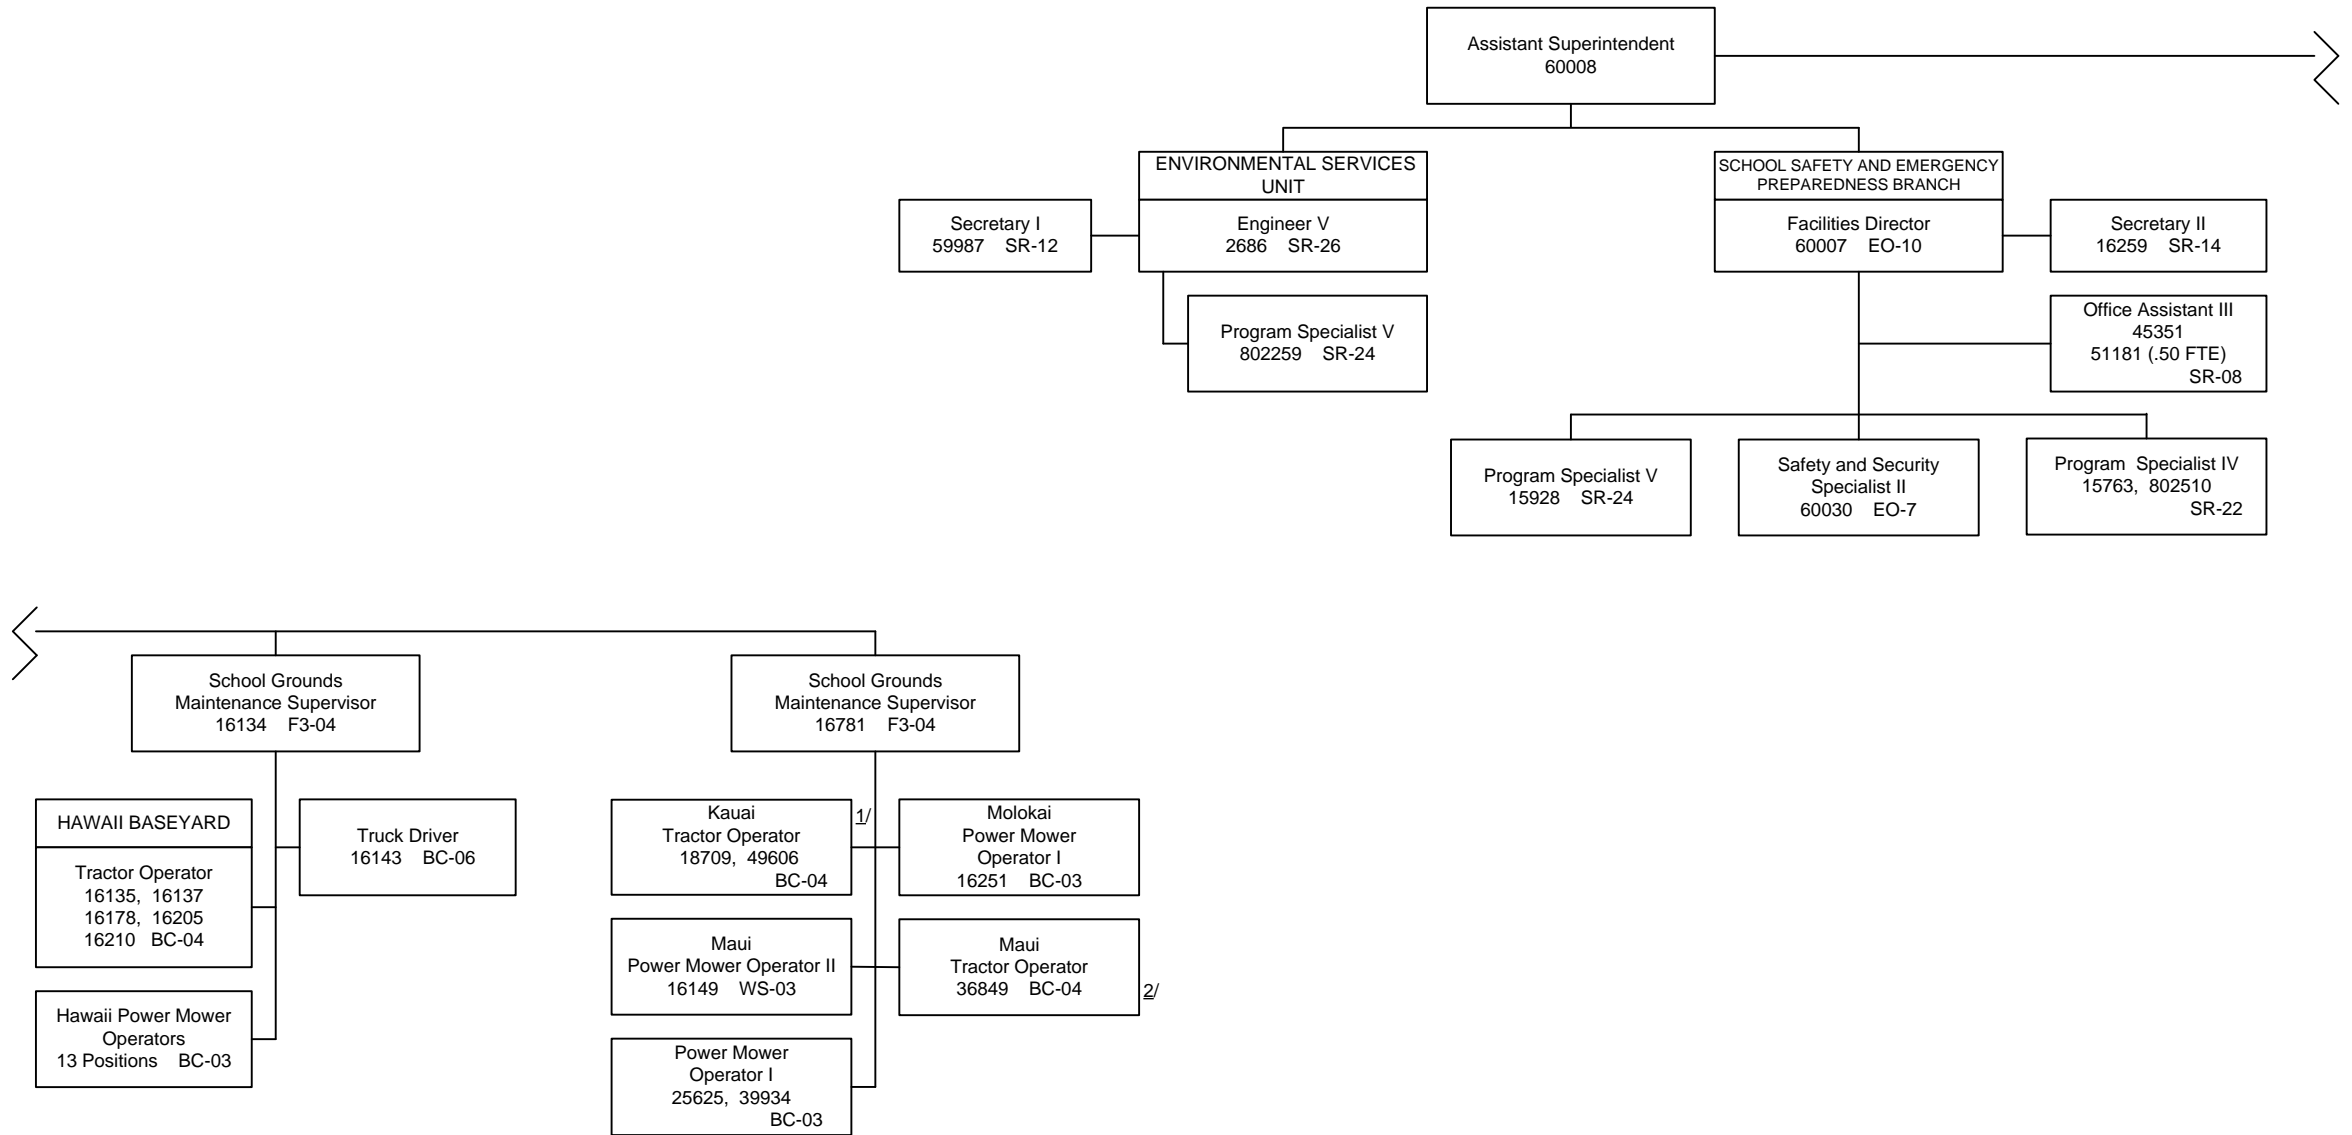 Assistant Superintendent
60008
ENVIRONMENTAL SERVICES
UNIT
Engineer V
2686 SR-26
Secretary I
59987 SR-12
Program Specialist V
802259 SR-24
SCHOOL SAFETY AND EMERGENCY
PREPAREDNESS BRANCH
Facilities Director
60007 EO-10
Secretary II
16259 SR-14
Office Assistant III
45351
51181 (.50 FTE)
SR-08
Program Specialist V
15928 SR-24
Safety and Security
Specialist II
60030 EO-7
Program Specialist IV
15763, 802510
SR-22
School Grounds
Maintenance Supervisor
16134 F3-04
HAWAII BASEYARD
Tractor Operator
16135, 16137
16178, 16205
16210 BC-04
Truck Driver
16143 BC-06
Hawaii Power Mower
Operators
13 Positions BC-03
School Grounds
Maintenance Supervisor
16781 F3-04
Kauai
Tractor Operator
18709, 49606
BC-04
1/
Molokai
Power Mower
Operator I
16251 BC-03
Maui
Power Mower Operator II
16149 WS-03
Maui
Tractor Operator
36849 BC-04
2/
Power Mower
Operator I
25625, 39934
BC-03